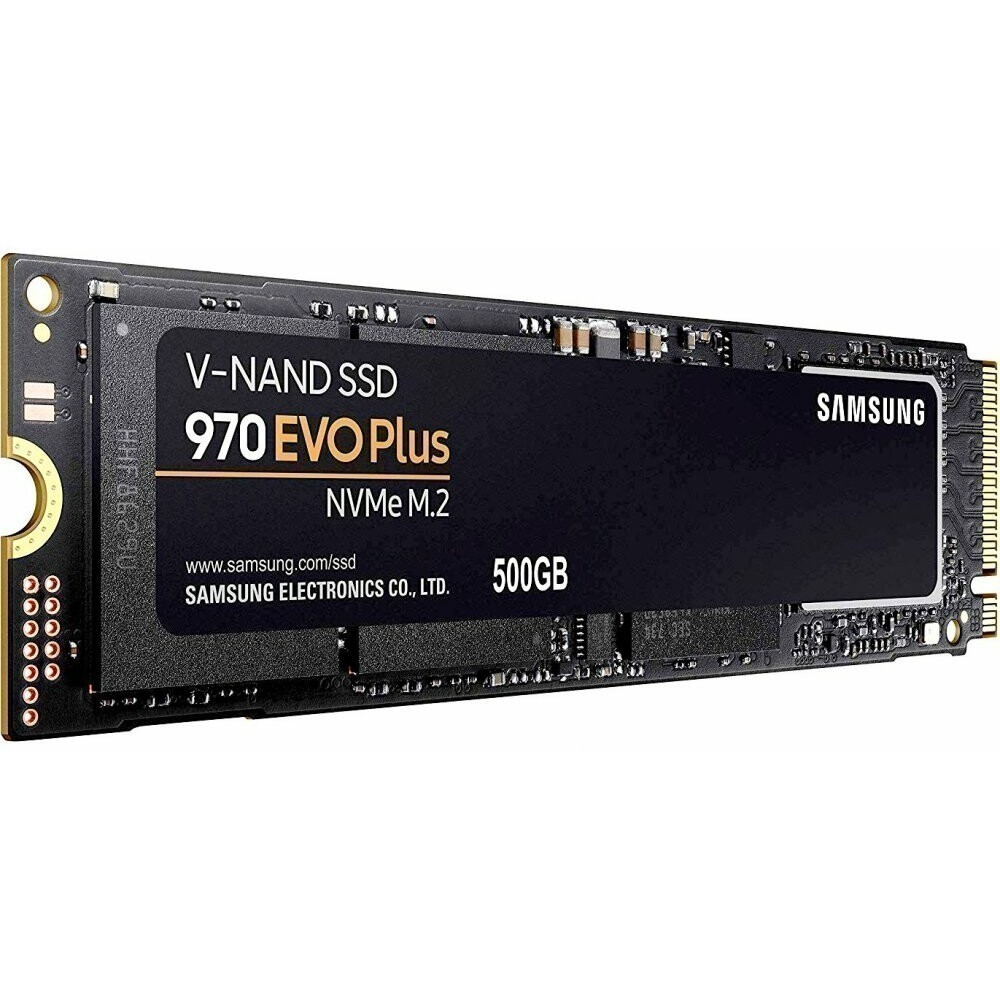 V-NAND SSD
970 EVO Plus
NVMe M.2
www.samsung.com/ssd
SAMSUNG ELECTRONICS CO., LTD.
500GB
SAMSUNG